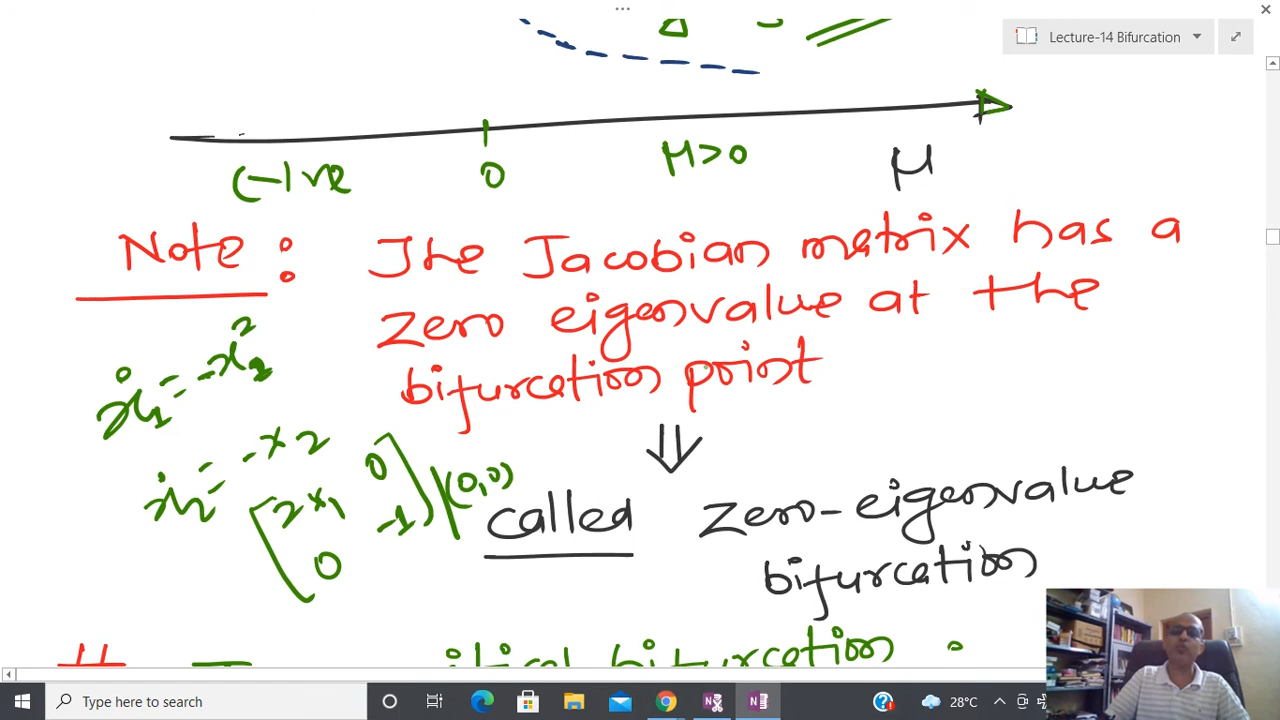 Lecture-14 Bifurcation
(-)ve
0
μ>0
μ
Note : The Jacobian matrix has a
zero eigenvalue at the
bifurcation point
ẋ₁ = -x₂²
ẋ₂ = -x₂
[2x₁ 0
0 -1] | (0,0)
⇓
called zero-eigenvalue
bifurcation
Type here to search
28°C